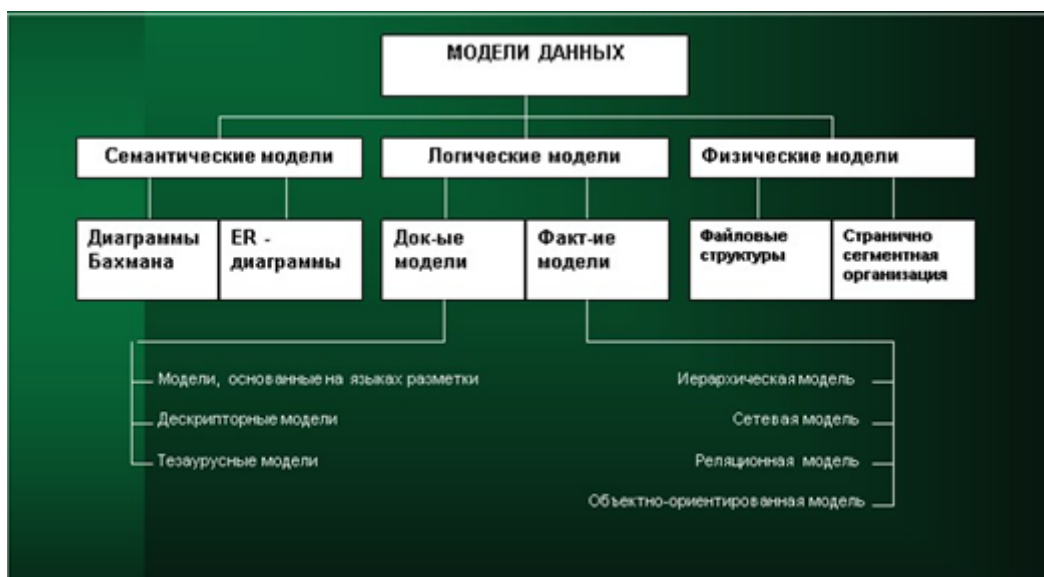 МОДЕЛИ ДАННЫХ
Семантические модели
Логические модели
Физические модели
Диаграммы
Бахмана
ER -
диаграммы
Док-ые
модели
Факт-ие
модели
Файловые
структуры
Странично
сегментная
организация
Модели, основанные на языках разметки
Дескрипторные модели
Тезаурусные модели
Иерархическая модель
Сетевая модель
Реляционная модель
Объектно-ориентированная модель